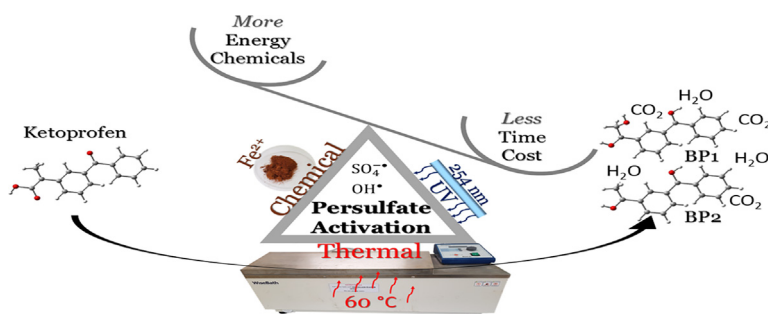 More
Energy
Chemicals
Less
Time
Cost
Ketoprofen
Fe²⁺
Chemical
SO₄•
OH•
254 nm
UV
Persulfate
Activation
Thermal
60 °C
H₂O
CO₂
CO₂
BP1
H₂O
H₂O
BP2
CO₂